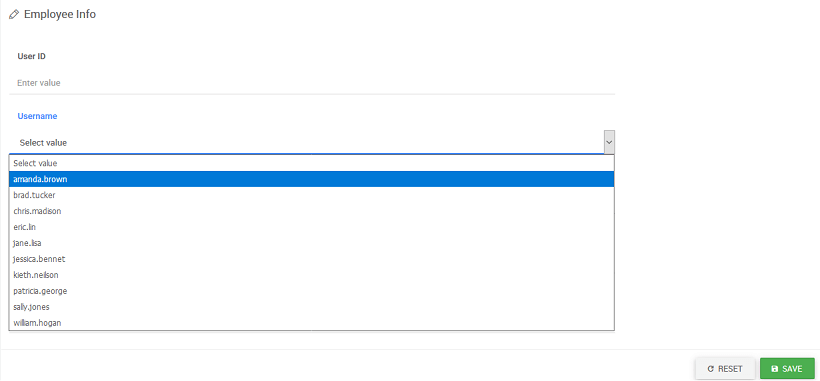 Employee Info
User ID
Enter value
Username
Select value
Select value
amanda.brown
brad.tucker
chris.madison
eric.lin
jane.lisa
jessica.bennet
kieth.neilson
patricia.george
sally.jones
william.hogan
RESET SAVE